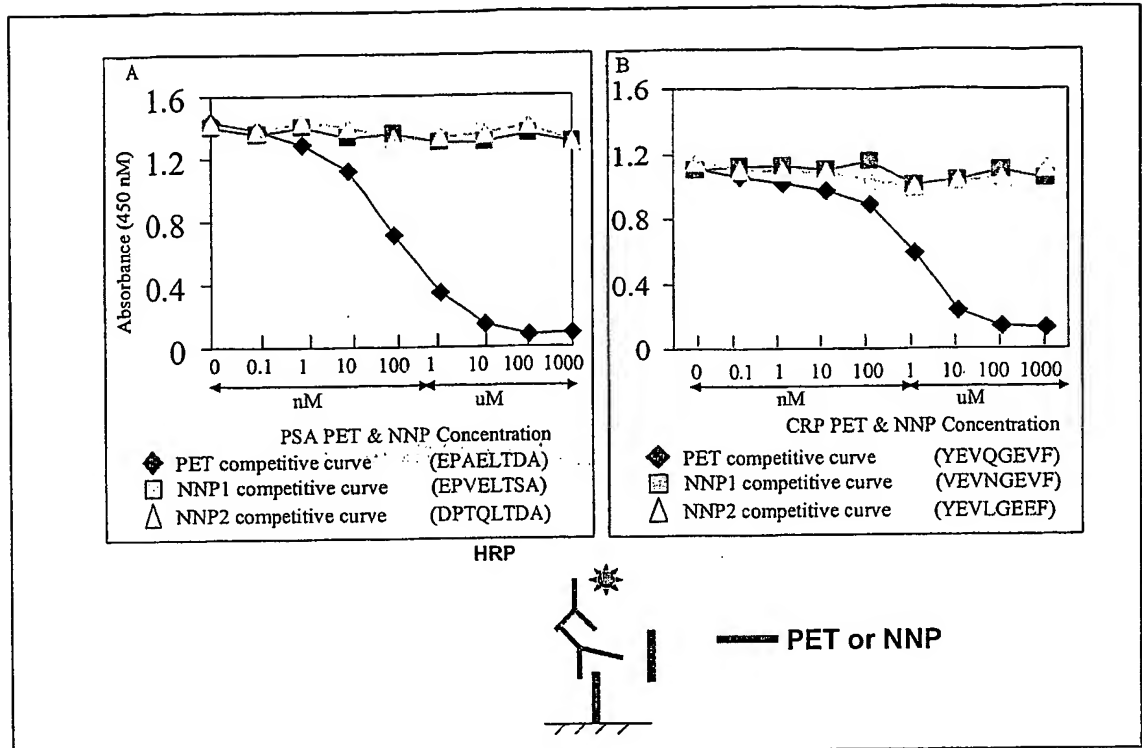 A
1.6
1.2
0.8
0.4
0
Absorbance (450 nM)
0 0.1 1 10 100 1 10 100 1000
nM uM
PSA PET & NNP Concentration
PET competitive curve (EPAELTDA)
NNP1 competitive curve (EPVELTSA)
NNP2 competitive curve (DPTQLTDA)
B
1.6
1.2
0.8
0.4
0
0 0.1 1 10 100 1 10 100 1000
nM uM
CRP PET & NNP Concentration
PET competitive curve (YEVQGEVF)
NNP1 competitive curve (VEVNGEVF)
NNP2 competitive curve (YEVLGEEF)
HRP
PET or NNP